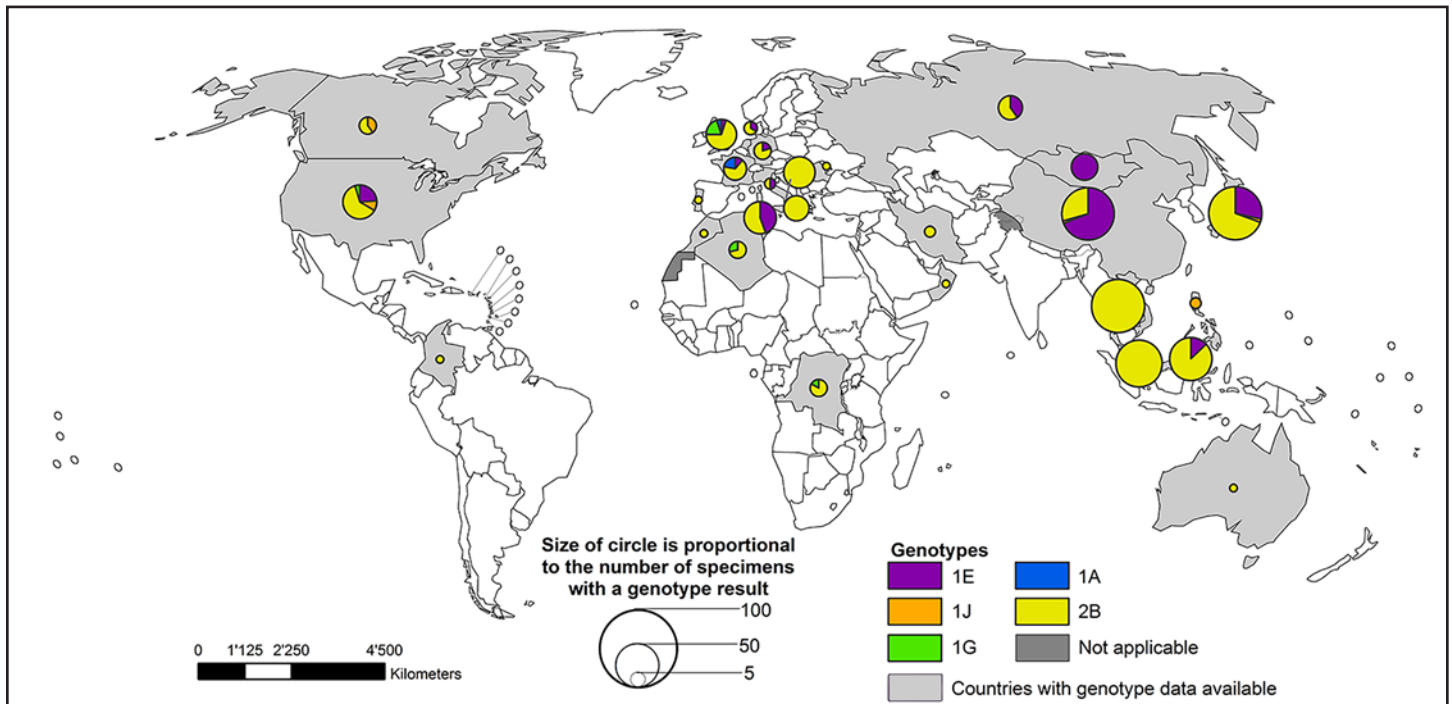 Size of circle is proportional
to the number of specimens
with a genotype result
100
50
5
0 1'125 2'250 4'500
Kilometers
Genotypes
1E 1A
1J 2B
1G Not applicable
Countries with genotype data available